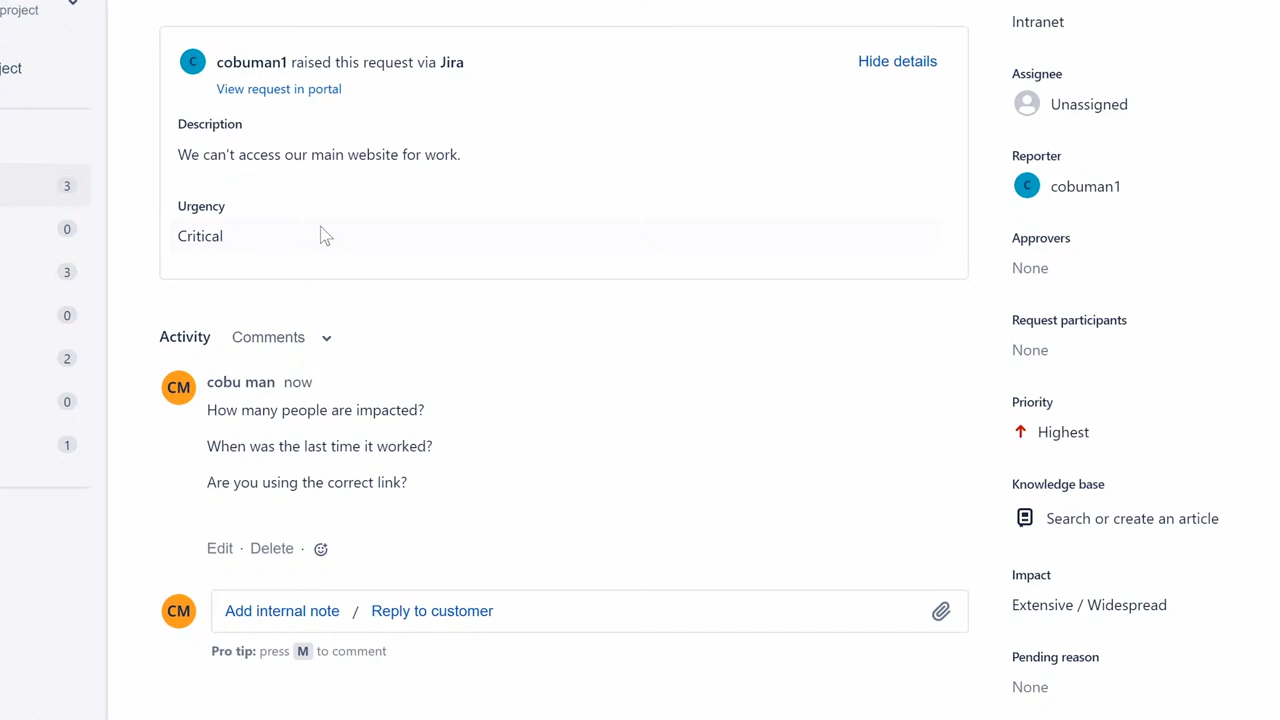 project
ject
3
0
3
0
2
0
1
C
cobuman1 raised this request via Jira
Hide details
View request in portal
Description
We can't access our main website for work.
Urgency
Critical
Activity
Comments
CM
cobu man now
How many people are impacted?
When was the last time it worked?
Are you using the correct link?
Edit · Delete ·
CM
Add internal note / Reply to customer
Pro tip: press M to comment
Intranet
Assignee
Unassigned
Reporter
C
cobuman1
Approvers
None
Request participants
None
Priority
Highest
Knowledge base
Search or create an article
Impact
Extensive / Widespread
Pending reason
None